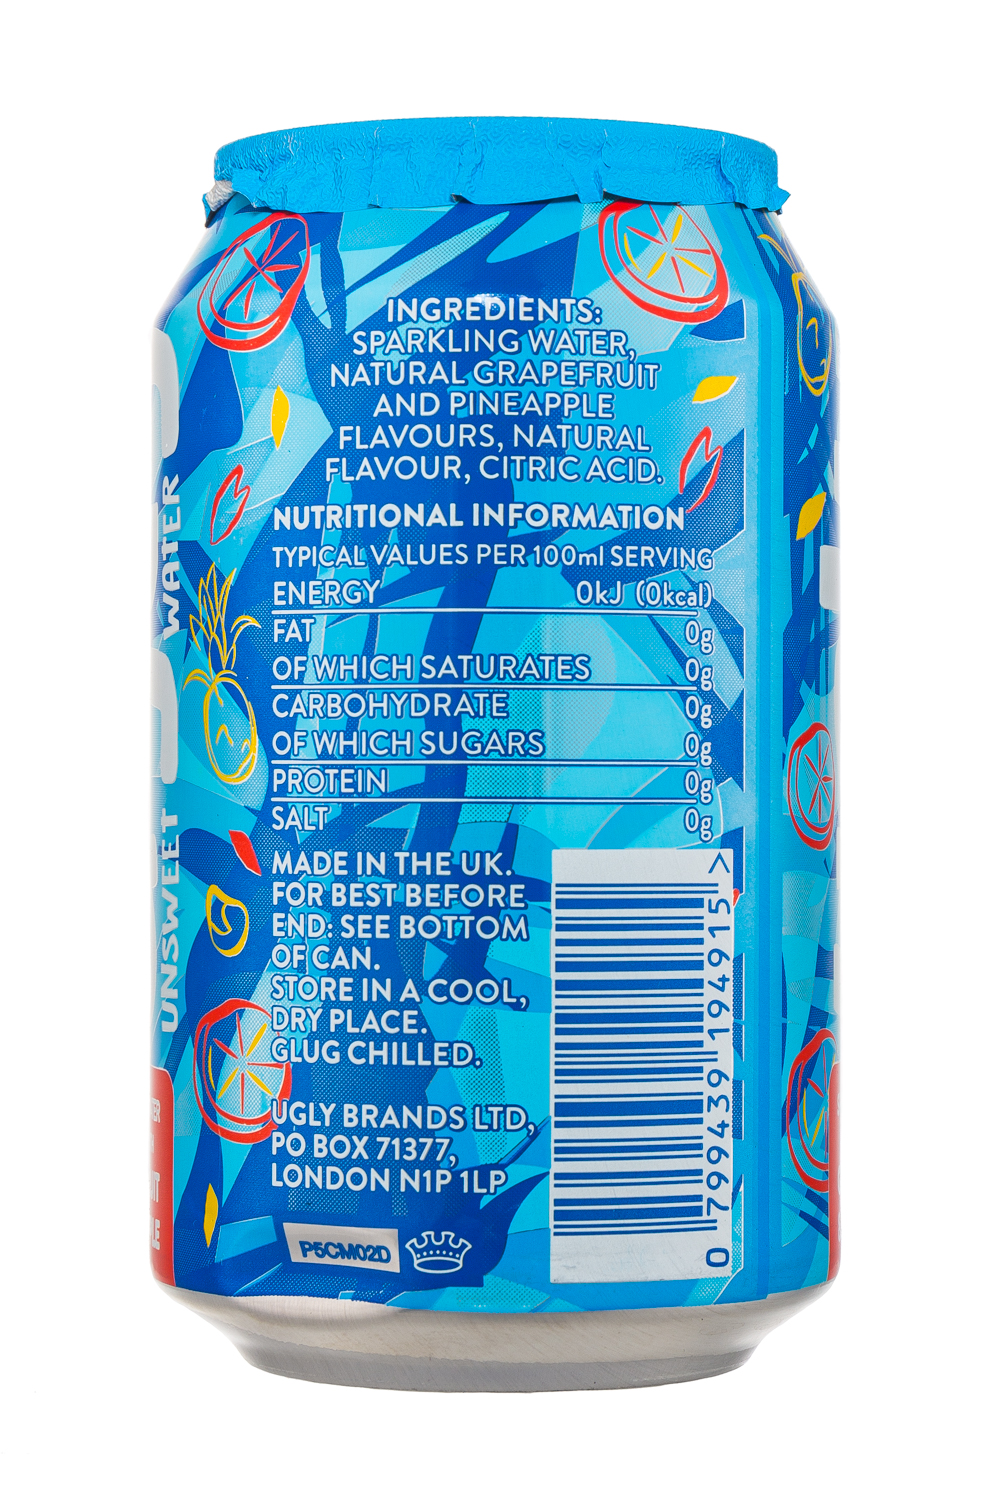 INGREDIENTS:
SPARKLING WATER,
NATURAL GRAPEFRUIT
AND PINEAPPLE
FLAVOURS, NATURAL
FLAVOUR, CITRIC ACID.
NUTRITIONAL INFORMATION
TYPICAL VALUES PER 100ml SERVING
ENERGY 0kJ (0kcal)
FAT 0g
OF WHICH SATURATES 0g
CARBOHYDRATE 0g
OF WHICH SUGARS 0g
PROTEIN 0g
SALT 0g
MADE IN THE UK.
FOR BEST BEFORE
END: SEE BOTTOM
OF CAN.
STORE IN A COOL,
DRY PLACE.
GLUG CHILLED.
UGLY BRANDS LTD,
PO BOX 71377,
LONDON N1P 1LP
P5CM02D
0 799439 194915 >
UNSWEET WATER